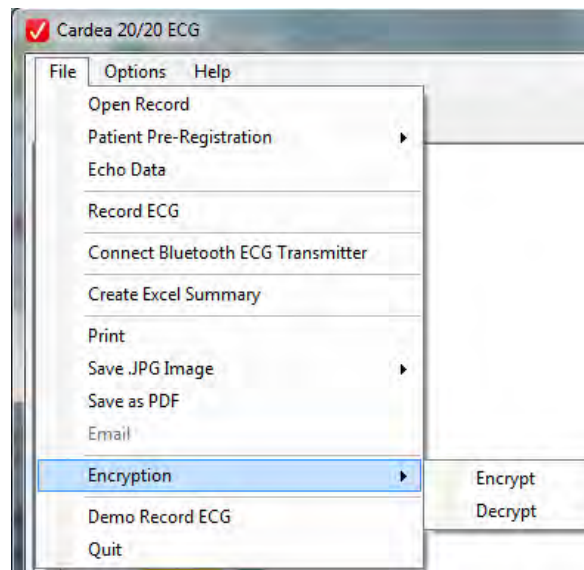 Cardea 20/20 ECG
File Options Help
Open Record
Patient Pre-Registration
Echo Data
Record ECG
Connect Bluetooth ECG Transmitter
Create Excel Summary
Print
Save .JPG Image
Save as PDF
Email
Encryption
Encrypt
Decrypt
Demo Record ECG
Quit